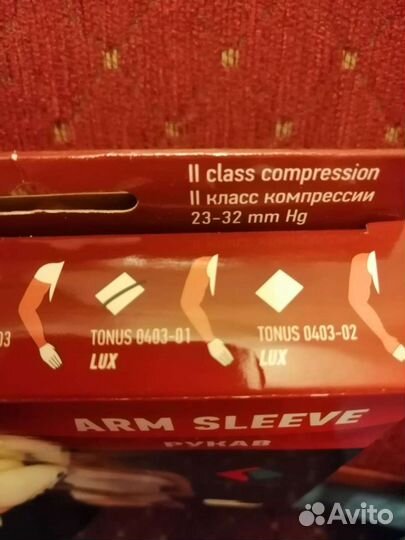 II class compression
II класс компрессии
23-32 mm Hg
03
TONUS 0403-01
LUX
TONUS 0403-02
LUX
ARM SLEEVE
РУКАВ
Avito